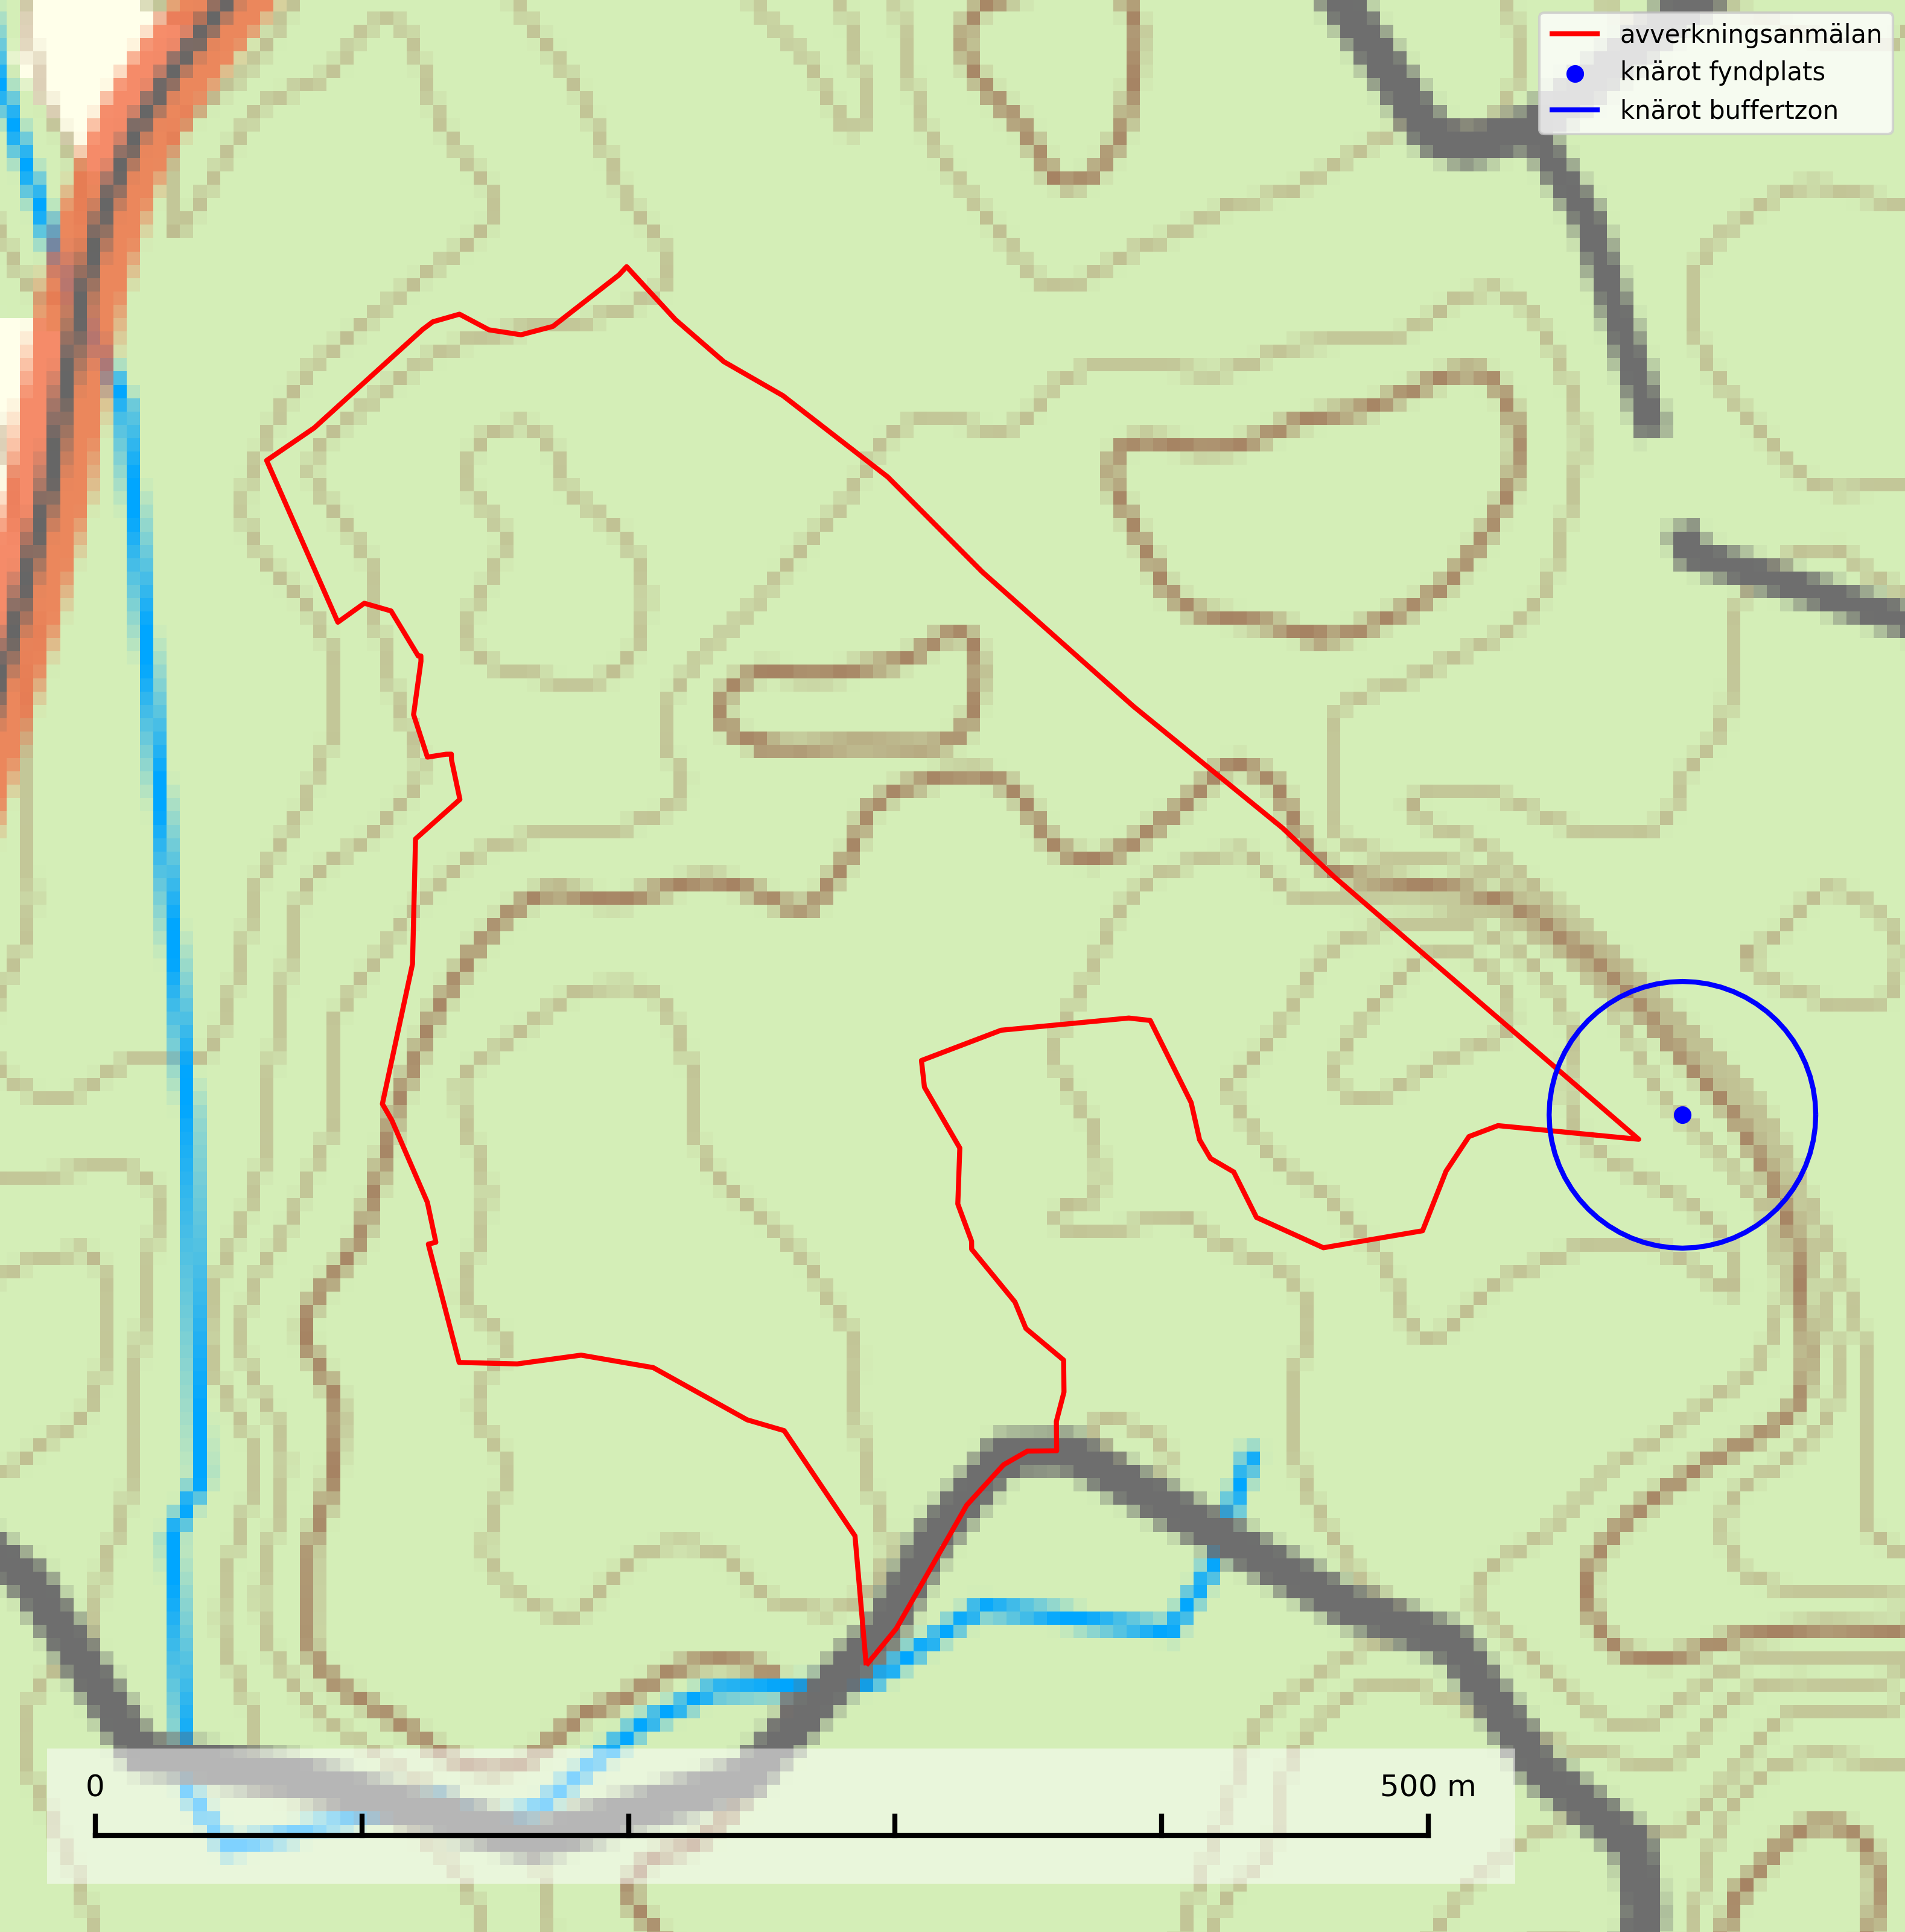 avverkningsanmälan
knärot fyndplats
knärot buffertzon
0
500 m